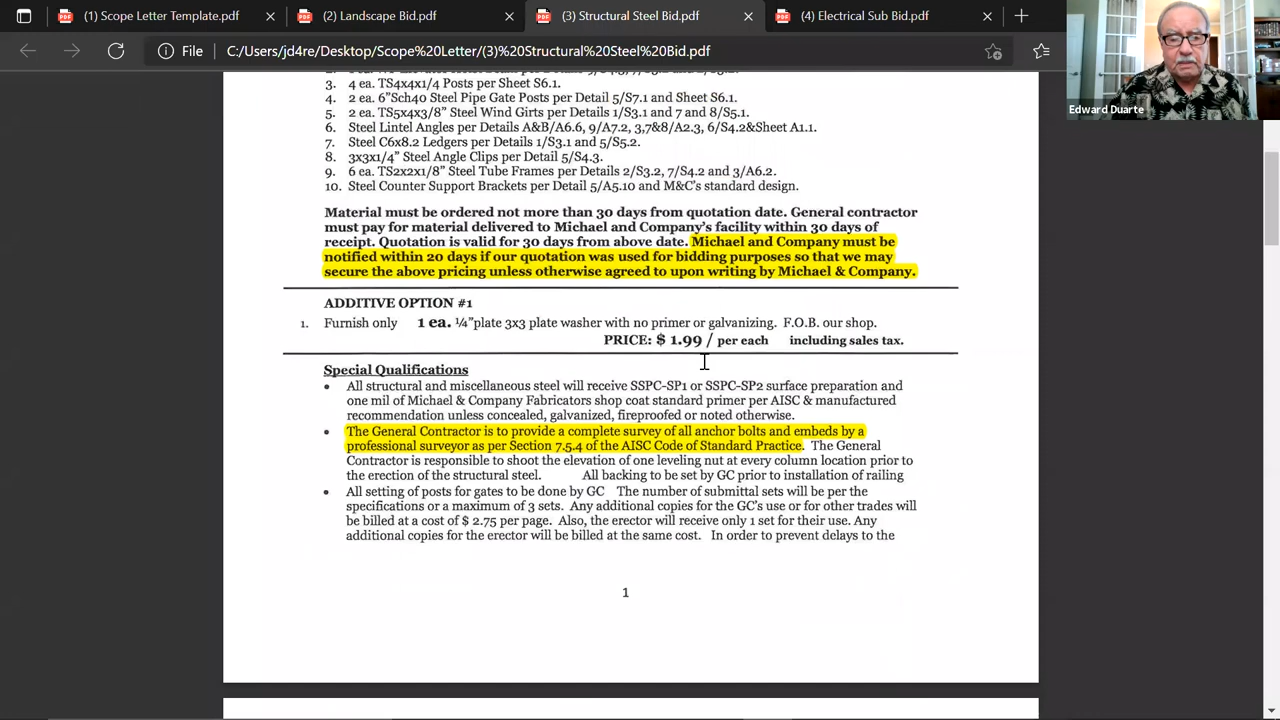 (1) Scope Letter Template.pdf
(2) Landscape Bid.pdf
(3) Structural Steel Bid.pdf
(4) Electrical Sub Bid.pdf
File
C:/Users/jd4re/Desktop/Scope%20Letter/(3)%20Structural%20Steel%20Bid.pdf
Edward Duarte
3. 4 ea. TS4x4x1/4 Posts per Sheet S6.1.
4. 2 ea. 6"Sch40 Steel Pipe Gate Posts per Detail 5/S7.1 and Sheet S6.1.
5. 2 ea. TS5x4x3/8" Steel Wind Girts per Details 1/S3.1 and 7 and 8/S5.1.
6. Steel Lintel Angles per Details A&B/A6.6, 9/A7.2, 3,7&8/A2.3, 6/S4.2&Sheet A1.1.
7. Steel C6x8.2 Ledgers per Details 1/S3.1 and 5/S5.2.
8. 3x3x1/4" Steel Angle Clips per Detail 5/S4.3.
9. 6 ea. TS2x2x1/8" Steel Tube Frames per Details 2/S3.2, 7/S4.2 and 3/A6.2.
10. Steel Counter Support Brackets per Detail 5/A5.10 and M&C's standard design.
Material must be ordered not more than 30 days from quotation date. General contractor
must pay for material delivered to Michael and Company's facility within 30 days of
receipt. Quotation is valid for 30 days from above date. Michael and Company must be
notified within 20 days if our quotation was used for bidding purposes so that we may
secure the above pricing unless otherwise agreed to upon writing by Michael & Company.
ADDITIVE OPTION #1
1. Furnish only 1 ea. ¼"plate 3x3 plate washer with no primer or galvanizing. F.O.B. our shop.
PRICE: $ 1.99 / per each including sales tax.
Special Qualifications
• All structural and miscellaneous steel will receive SSPC-SP1 or SSPC-SP2 surface preparation and
one mil of Michael & Company Fabricators shop coat standard primer per AISC & manufactured
recommendation unless concealed, galvanized, fireproofed or noted otherwise.
• The General Contractor is to provide a complete survey of all anchor bolts and embeds by a
professional surveyor as per Section 7.5.4 of the AISC Code of Standard Practice. The General
Contractor is responsible to shoot the elevation of one leveling nut at every column location prior to
the erection of the structural steel. All backing to be set by GC prior to installation of railing
• All setting of posts for gates to be done by GC The number of submittal sets will be per the
specifications or a maximum of 3 sets. Any additional copies for the GC's use or for other trades will
be billed at a cost of $ 2.75 per page. Also, the erector will receive only 1 set for their use. Any
additional copies for the erector will be billed at the same cost. In order to prevent delays to the
1